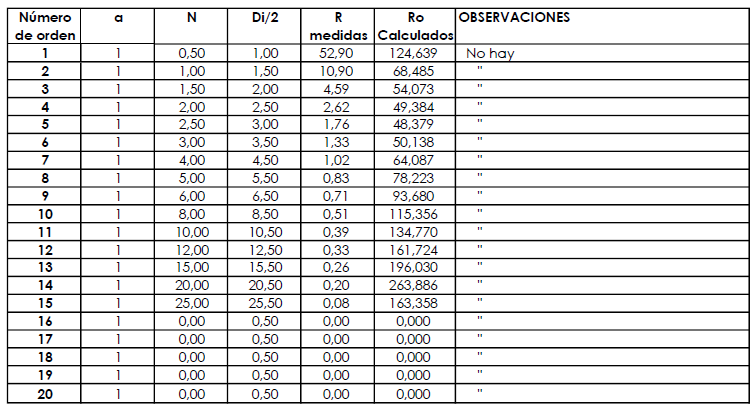 Número de orden a N Di/2 R medidas Ro Calculados OBSERVACIONES
1 1 0,50 1,00 52,90 124,639 No hay
2 1 1,00 1,50 10,90 68,485 "
3 1 1,50 2,00 4,59 54,073 "
4 1 2,00 2,50 2,62 49,384 "
5 1 2,50 3,00 1,76 48,379 "
6 1 3,00 3,50 1,33 50,138 "
7 1 4,00 4,50 1,02 64,087 "
8 1 5,00 5,50 0,83 78,223 "
9 1 6,00 6,50 0,71 93,680 "
10 1 8,00 8,50 0,51 115,356 "
11 1 10,00 10,50 0,39 134,770 "
12 1 12,00 12,50 0,33 161,724 "
13 1 15,00 15,50 0,26 196,030 "
14 1 20,00 20,50 0,20 263,886 "
15 1 25,00 25,50 0,08 163,358 "
16 1 0,00 0,50 0,00 0,000 "
17 1 0,00 0,50 0,00 0,000 "
18 1 0,00 0,50 0,00 0,000 "
19 1 0,00 0,50 0,00 0,000 "
20 1 0,00 0,50 0,00 0,000 "